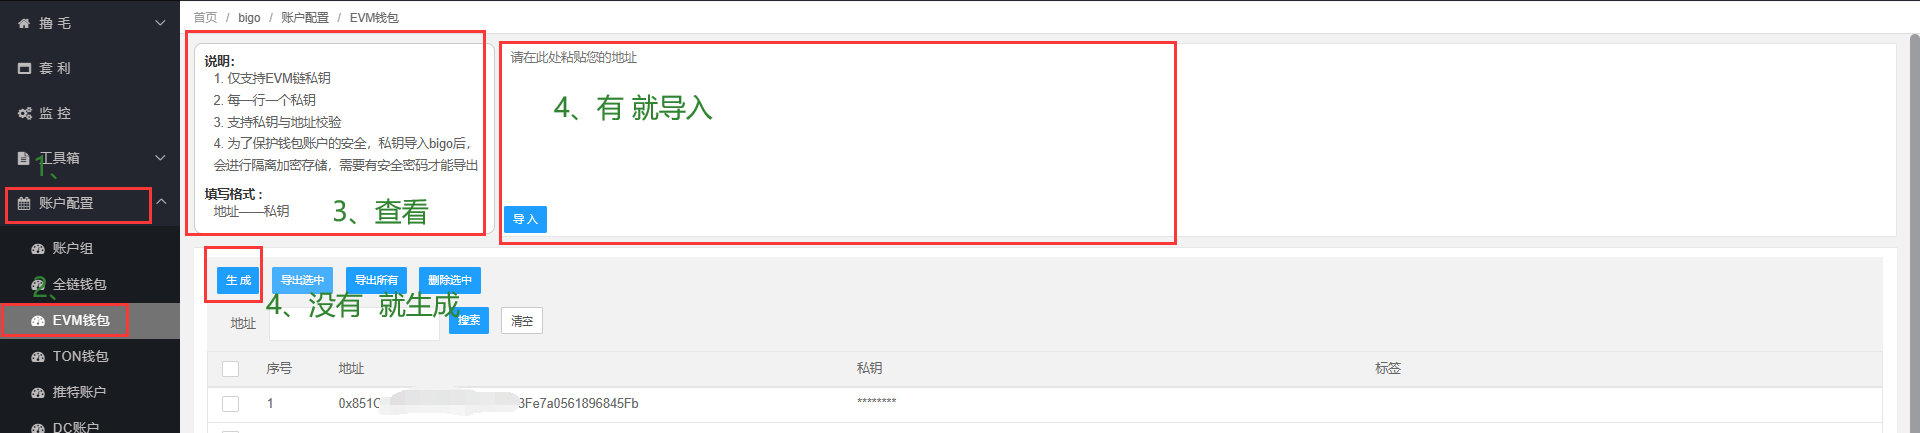 首页 / bigo / 账户配置 / EVM钱包
撸 毛
套 利
监 控
工具箱
1、
账户配置
账户组
全链钱包
2、
EVM钱包
TON钱包
推特账户
DC账户
说明:
1. 仅支持EVM链私钥
2. 每一行一个私钥
3. 支持私钥与地址校验
4. 为了保护钱包账户的安全，私钥导入bigo后，
会进行隔离加密存储，需要有安全密码才能导出
填写格式 :
地址——私钥
3、查看
请在此处粘贴您的地址
4、有 就导入
导 入
生 成 导出选中 导出所有 删除选中
4、没有 就生成
地址 搜索 清空
序号 地址 私钥 标签
1 0x851 3Fe7a0561896845Fb ********